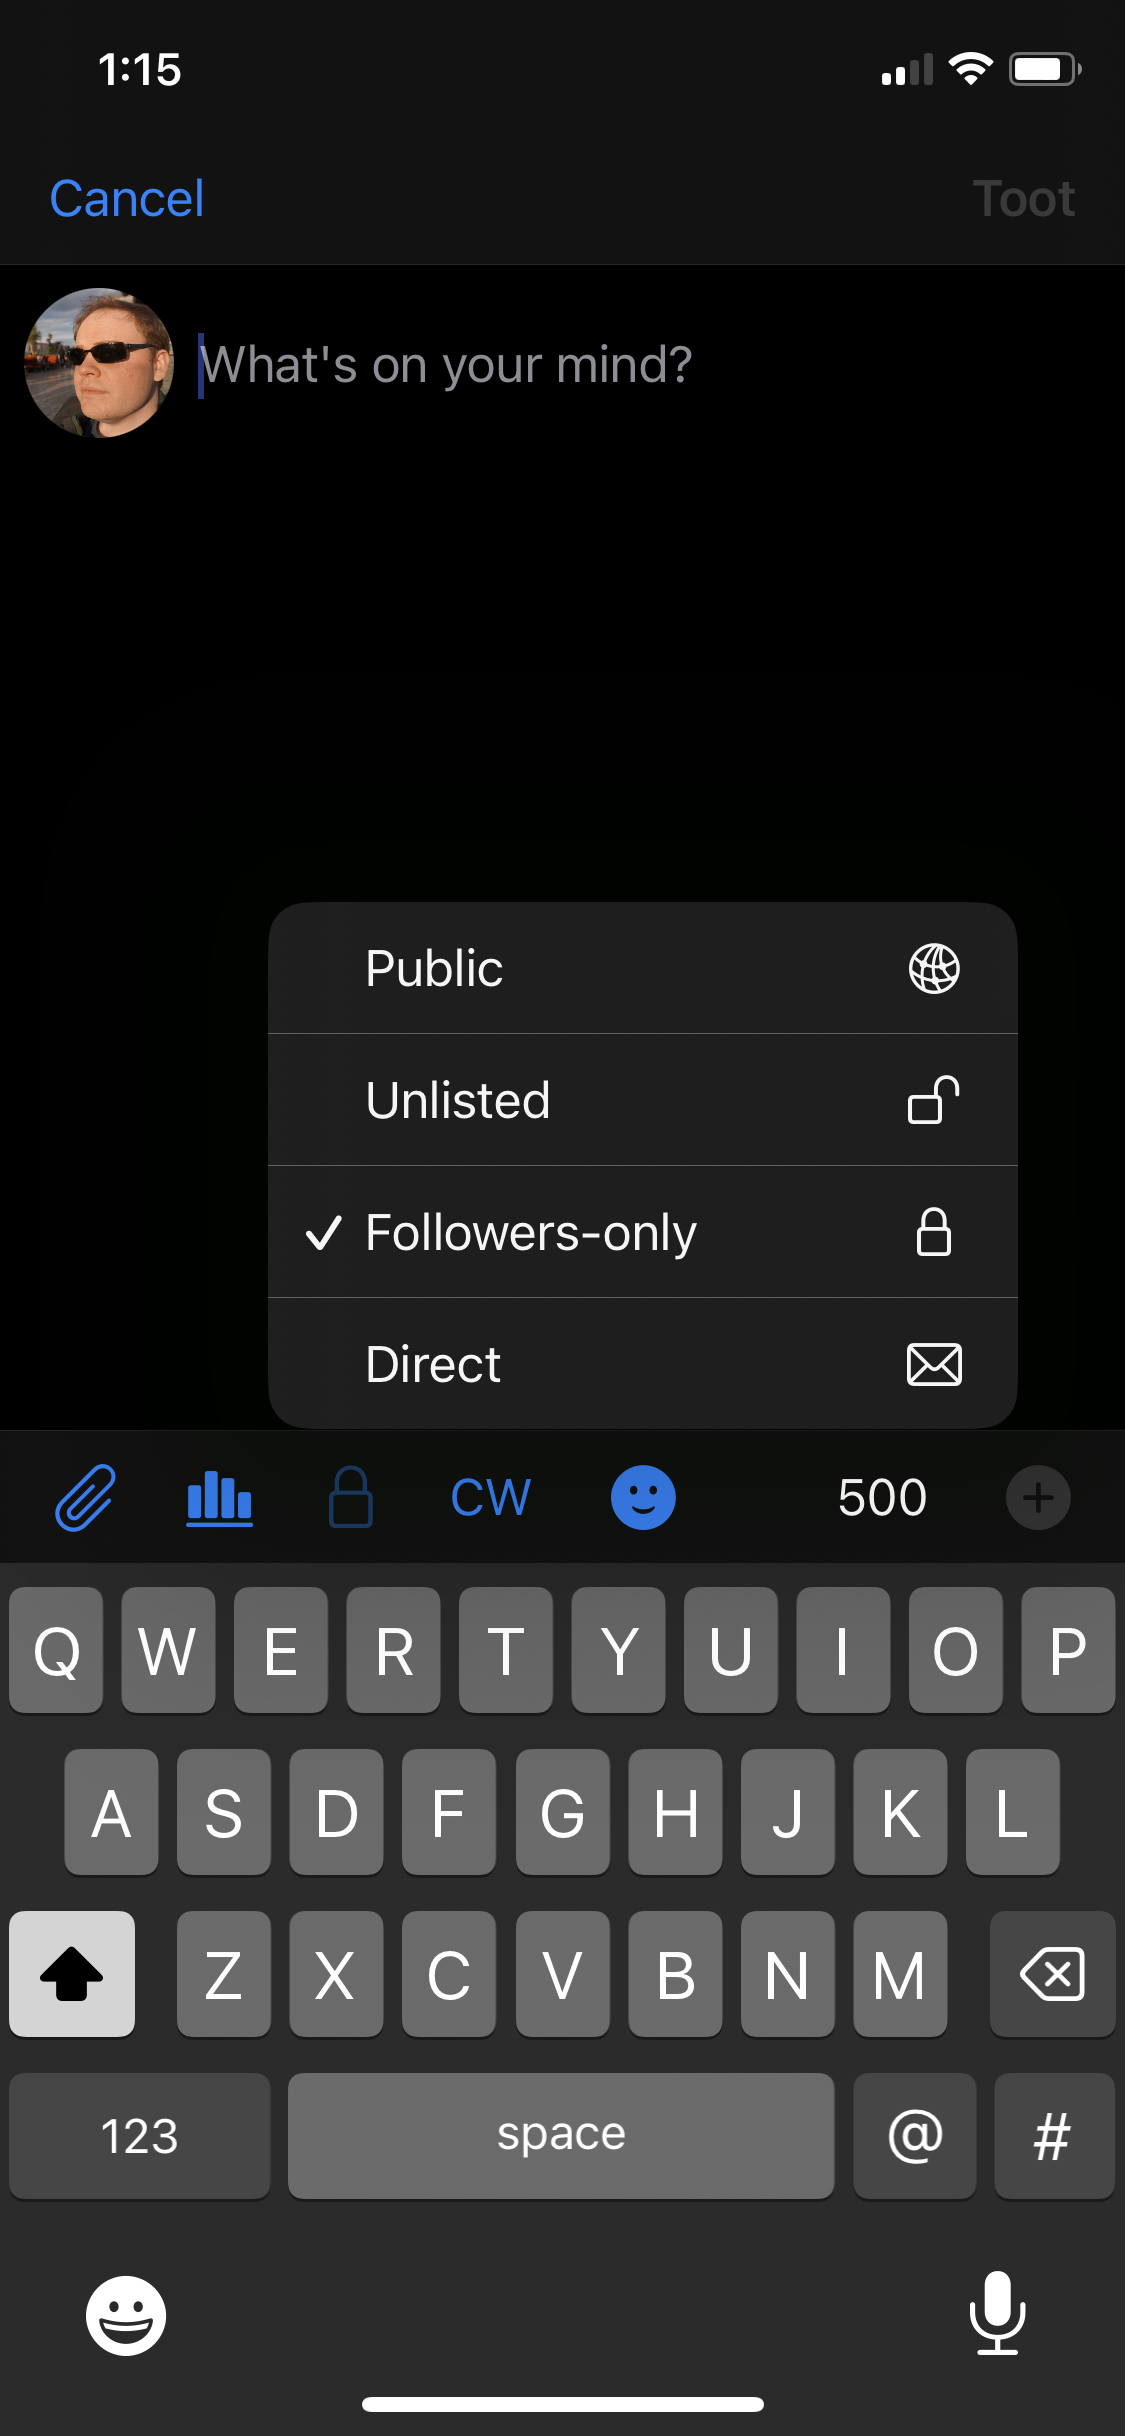 1:15
Cancel
Toot
What's on your mind?
Public
Unlisted
Followers-only
Direct
CW
500
Q W E R T Y U I O P
A S D F G H J K L
Z X C V B N M
123 space @ #